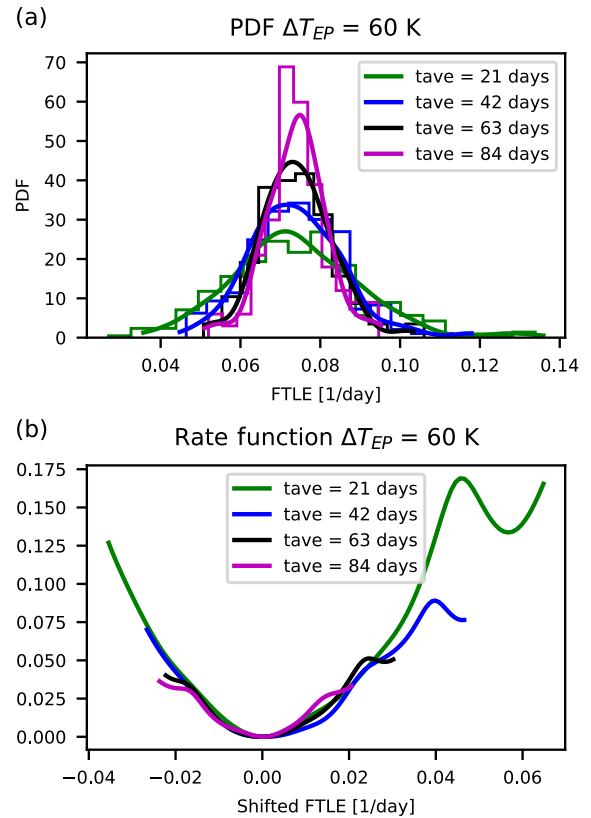 (a)
PDF ΔT_EP = 60 K
PDF
70
60
50
40
30
20
10
0
tave = 21 days
tave = 42 days
tave = 63 days
tave = 84 days
0.04 0.06 0.08 0.10 0.12 0.14
FTLE [1/day]
(b)
Rate function ΔT_EP = 60 K
0.175
0.150
0.125
0.100
0.075
0.050
0.025
0.000
tave = 21 days
tave = 42 days
tave = 63 days
tave = 84 days
−0.04 −0.02 0.00 0.02 0.04 0.06
Shifted FTLE [1/day]